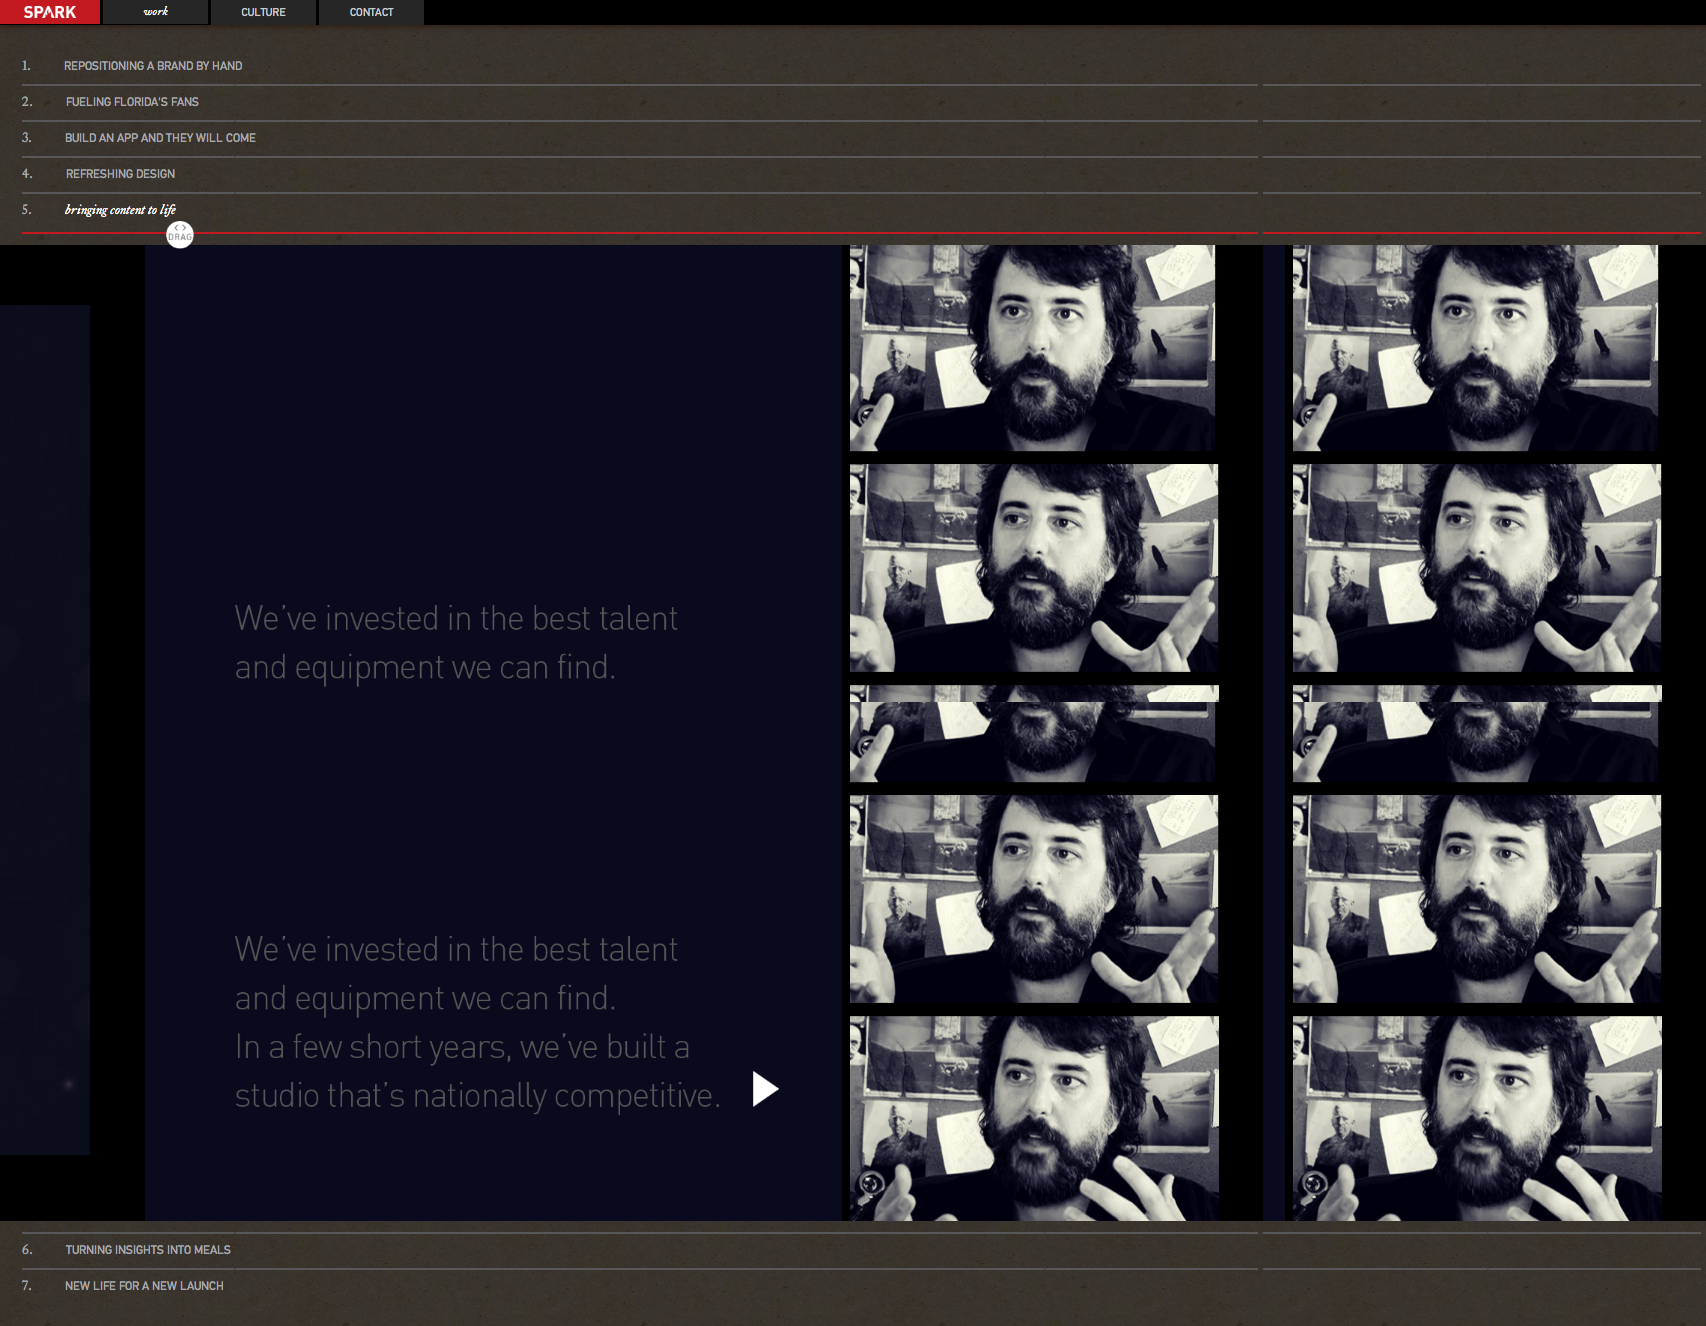 SPARK
work
CULTURE
CONTACT
1. REPOSITIONING A BRAND BY HAND
2. FUELING FLORIDA'S FANS
3. BUILD AN APP AND THEY WILL COME
4. REFRESHING DESIGN
5. bringing content to life
< >
DRAG
We've invested in the best talent
and equipment we can find.
We've invested in the best talent
and equipment we can find.
In a few short years, we've built a
studio that's nationally competitive.
6. TURNING INSIGHTS INTO MEALS
7. NEW LIFE FOR A NEW LAUNCH